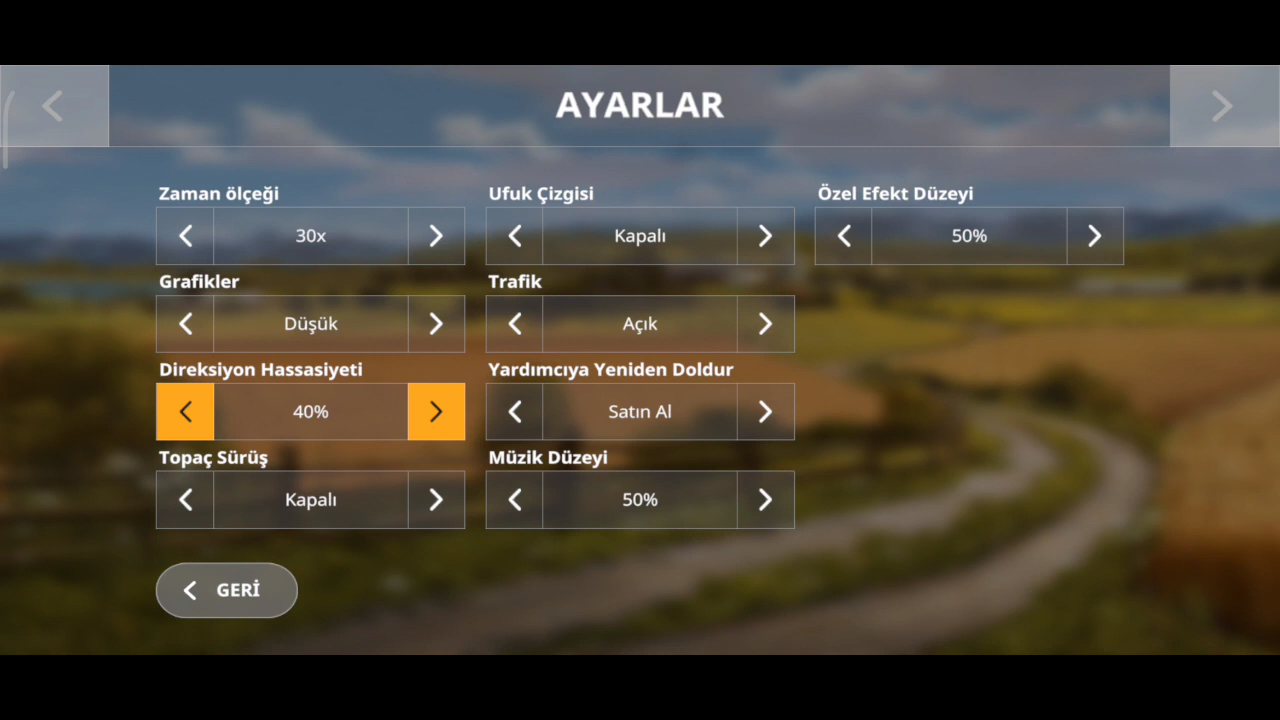 AYARLAR
Zaman ölçeği
30x
Ufuk Çizgisi
Kapalı
Özel Efekt Düzeyi
50%
Grafikler
Düşük
Trafik
Açık
Direksiyon Hassasiyeti
40%
Yardımcıya Yeniden Doldur
Satın Al
Topaç Sürüş
Kapalı
Müzik Düzeyi
50%
GERİ